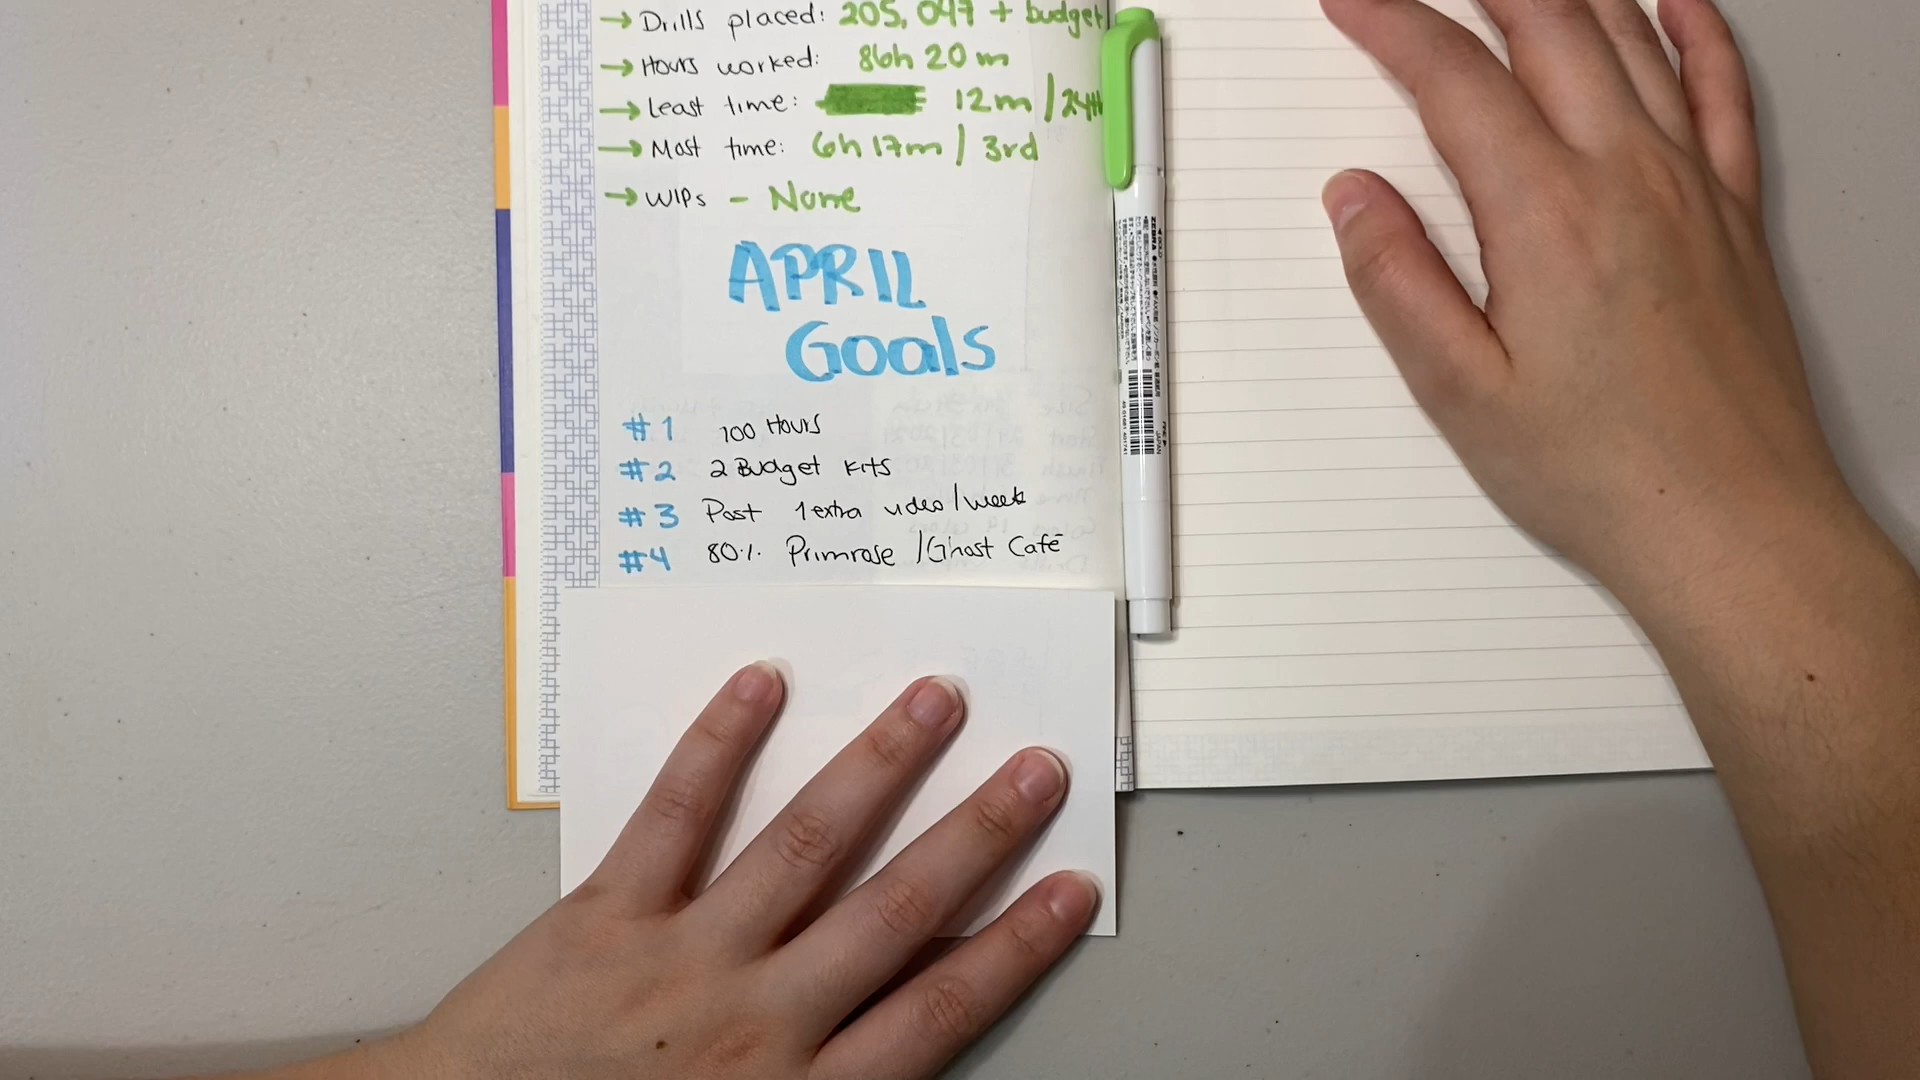 → Drills placed: 205,047 + budget
→ Hours worked: 86h 20m
→ Least time: 12m / 24th
→ Most time: 6h 17m / 3rd
→ WIPs - None
APRIL
Goals
#1 100 Hours
#2 2 Budget kits
#3 Post 1 extra video/week
#4 80% Primrose / Ghost Café
ZEBRA